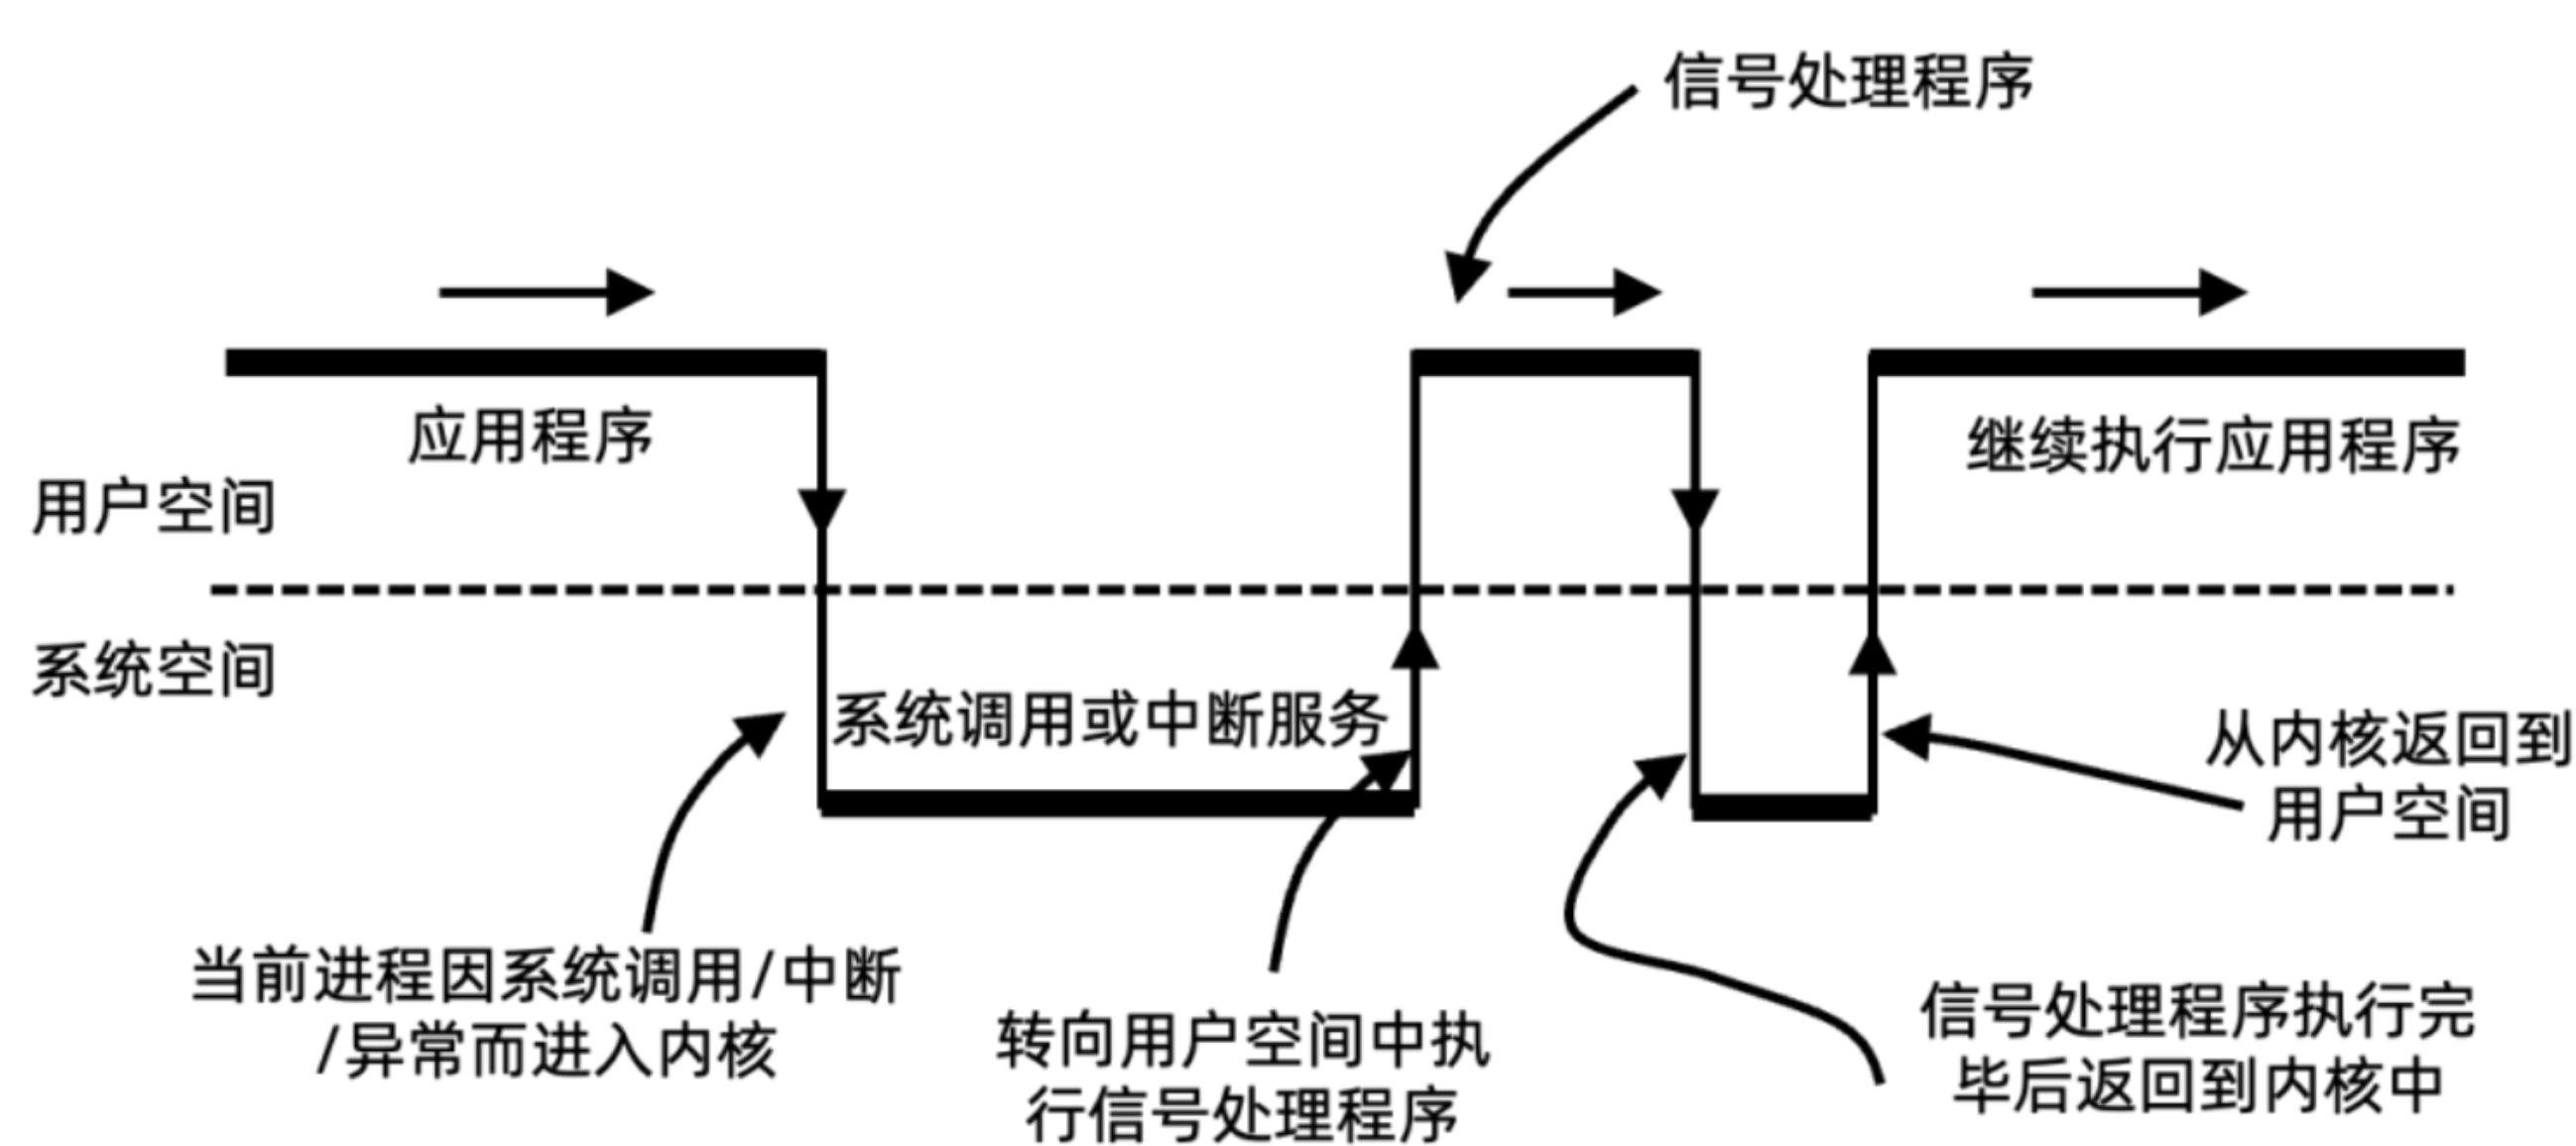 信号处理程序
应用程序
继续执行应用程序
用户空间
系统空间
系统调用或中断服务
从内核返回到
用户空间
当前进程因系统调用/中断
/异常而进入内核
转向用户空间中执
行信号处理程序
信号处理程序执行完
毕后返回到内核中